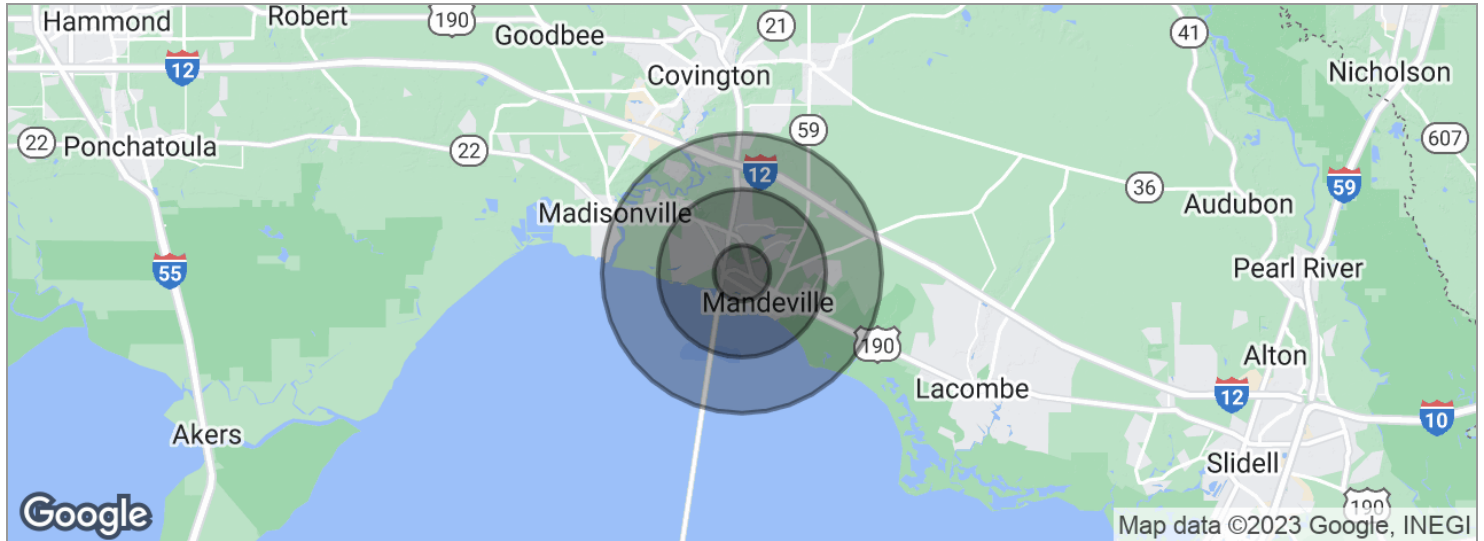 Hammond
Robert
190
21
41
Goodbee
12
Covington
Nicholson
22
Ponchatoula
22
59
607
12
36
59
Madisonville
Audubon
55
Pearl River
Mandeville
190
Alton
Lacombe
12
10
Akers
Slidell
190
Google
Map data ©2023 Google, INEGI